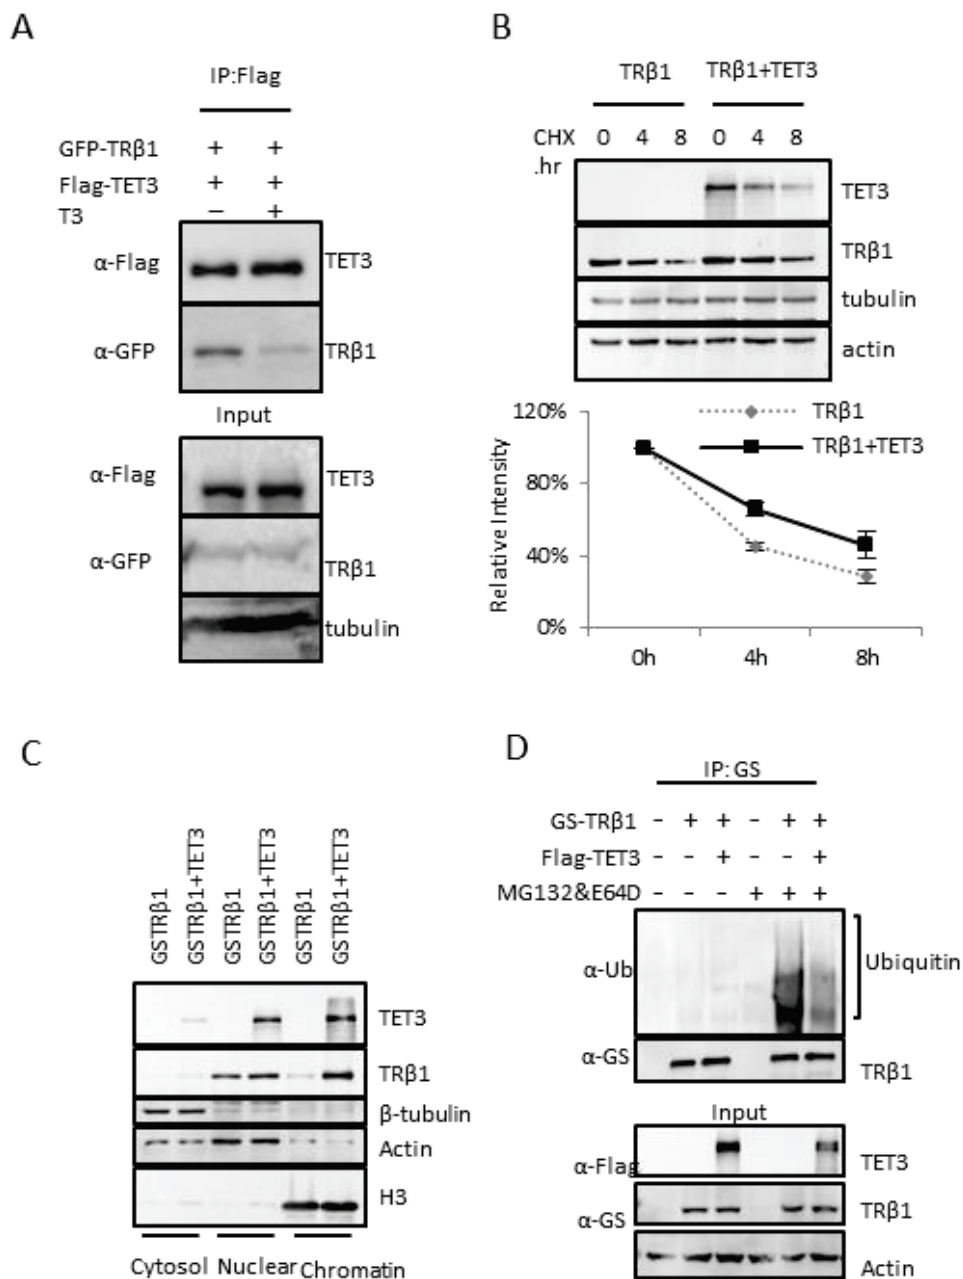 A
IP:Flag
GFP-TRβ1 + +
Flag-TET3 + +
T3 – +
α-Flag TET3
α-GFP TRβ1
Input
α-Flag TET3
α-GFP TRβ1
tubulin
B
TRβ1 TRβ1+TET3
CHX 0 4 8 0 4 8
.hr
TET3
TRβ1
tubulin
actin
120%
80%
40%
0%
Relative Intensity
TRβ1
TRβ1+TET3
0h 4h 8h
C
GSTRβ1
GSTRβ1+TET3
GSTRβ1
GSTRβ1+TET3
GSTRβ1
GSTRβ1+TET3
TET3
TRβ1
β-tubulin
Actin
H3
Cytosol Nuclear Chromatin
D
IP: GS
GS-TRβ1 – + + – + +
Flag-TET3 – – + – – +
MG132&E64D – – – + + +
α-Ub Ubiquitin
α-GS TRβ1
Input
α-Flag TET3
α-GS TRβ1
Actin